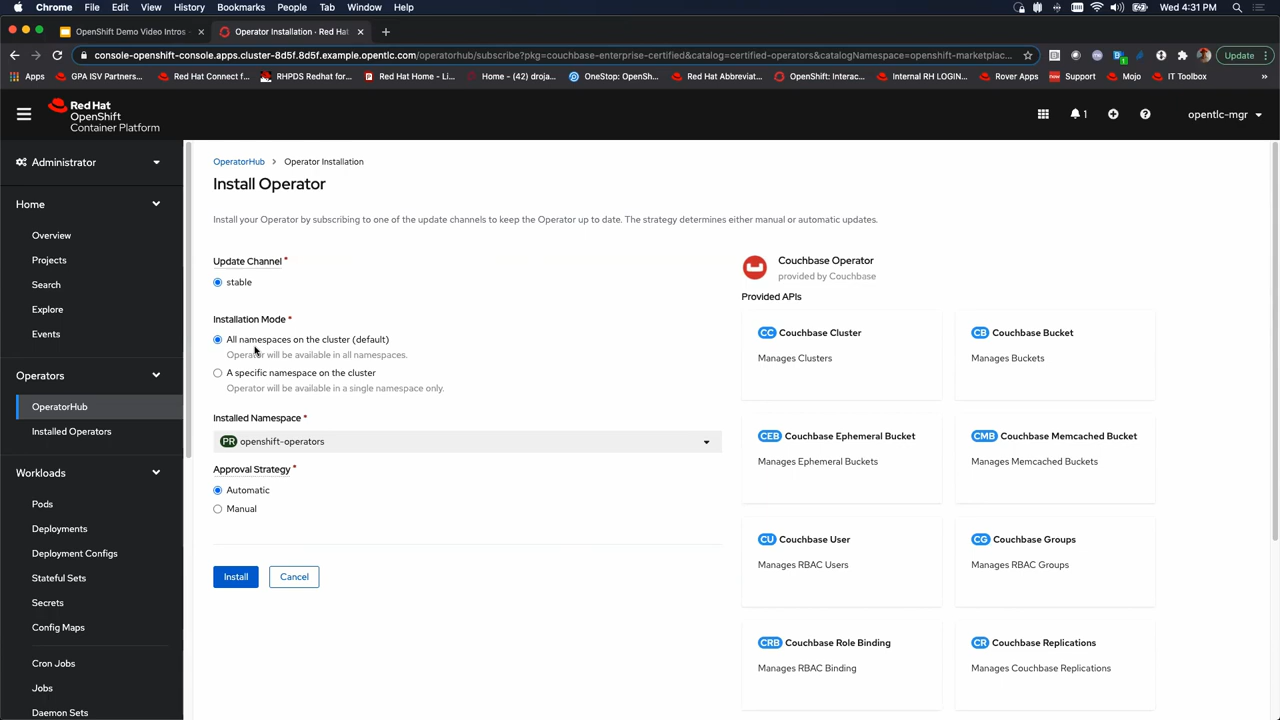 Chrome File Edit View History Bookmarks People Tab Window Help Wed 4:31 PM
OpenShift Demo Video Intros - Operator Installation · Red Hat
console-openshift-console.apps.cluster-8d5f.8d5f.example.opentlc.com/operatorhub/subscribe?pkg=couchbase-enterprise-certified&catalog=certified-operators&catalogNamespace=openshift-marketplac... Update
Apps GPA ISV Partners... Red Hat Connect f... RHPDS Redhat for... Red Hat Home - Li... Home - (42) droja... OneStop: OpenSh... Red Hat Abbreviat... OpenShift: Interac... Internal RH LOGIN... Rover Apps Support Mojo IT Toolbox »
Red Hat
OpenShift
Container Platform
1 opentlc-mgr
Administrator
Home
Overview
Projects
Search
Explore
Events
Operators
OperatorHub
Installed Operators
Workloads
Pods
Deployments
Deployment Configs
Stateful Sets
Secrets
Config Maps
Cron Jobs
Jobs
Daemon Sets
OperatorHub > Operator Installation
Install Operator
Install your Operator by subscribing to one of the update channels to keep the Operator up to date. The strategy determines either manual or automatic updates.
Update Channel *
stable
Installation Mode *
All namespaces on the cluster (default)
Operator will be available in all namespaces.
A specific namespace on the cluster
Operator will be available in a single namespace only.
Installed Namespace *
PR openshift-operators
Approval Strategy *
Automatic
Manual
Install Cancel
Couchbase Operator
provided by Couchbase
Provided APIs
CC Couchbase Cluster
Manages Clusters
CB Couchbase Bucket
Manages Buckets
CEB Couchbase Ephemeral Bucket
Manages Ephemeral Buckets
CMB Couchbase Memcached Bucket
Manages Memcached Buckets
CU Couchbase User
Manages RBAC Users
CG Couchbase Groups
Manages RBAC Groups
CRB Couchbase Role Binding
Manages RBAC Binding
CR Couchbase Replications
Manages Couchbase Replications